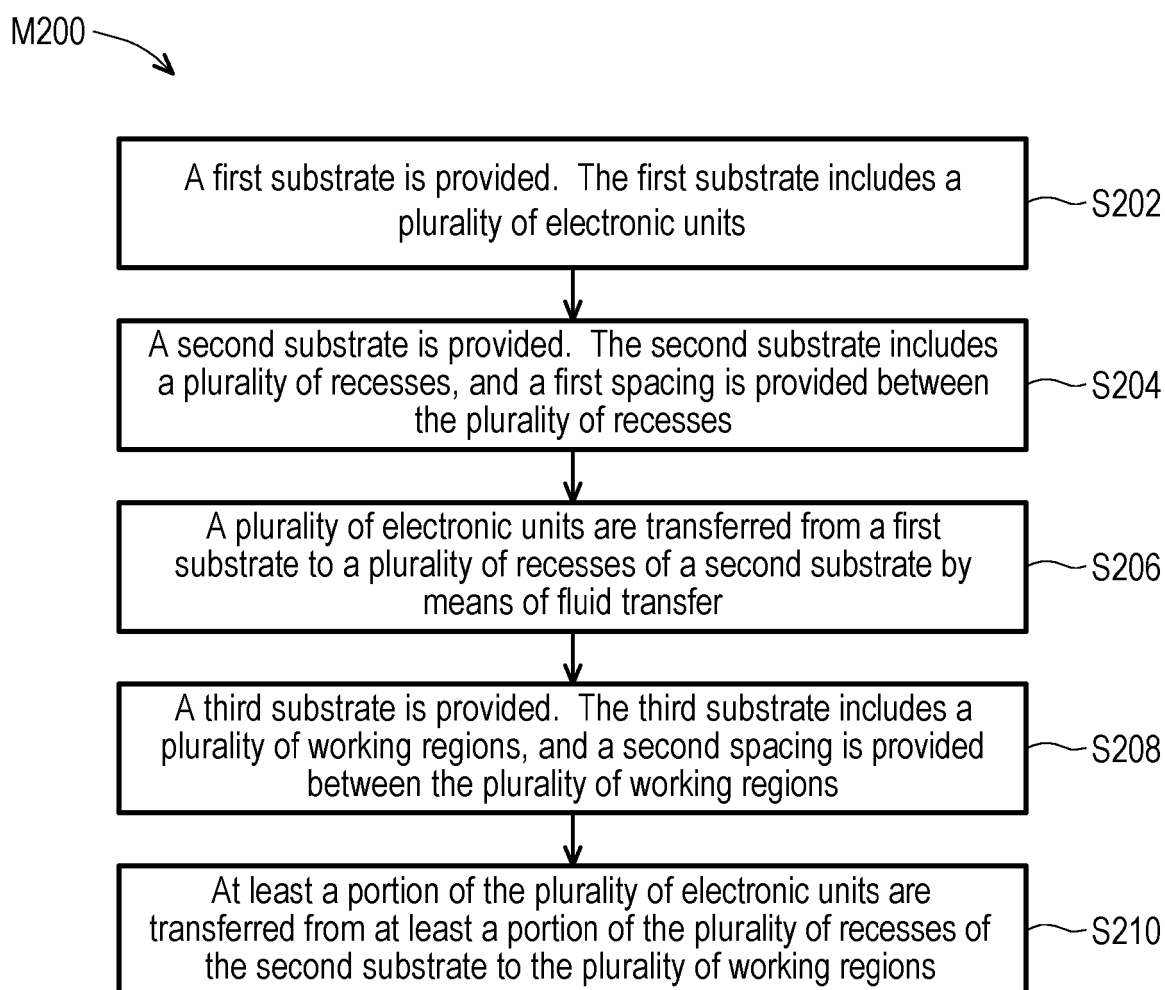 M200
A first substrate is provided. The first substrate includes a
plurality of electronic units
S202
A second substrate is provided. The second substrate includes
a plurality of recesses, and a first spacing is provided between
the plurality of recesses
S204
A plurality of electronic units are transferred from a first
substrate to a plurality of recesses of a second substrate by
means of fluid transfer
S206
A third substrate is provided. The third substrate includes a
plurality of working regions, and a second spacing is provided
between the plurality of working regions
S208
At least a portion of the plurality of electronic units are
transferred from at least a portion of the plurality of recesses of
the second substrate to the plurality of working regions
S210